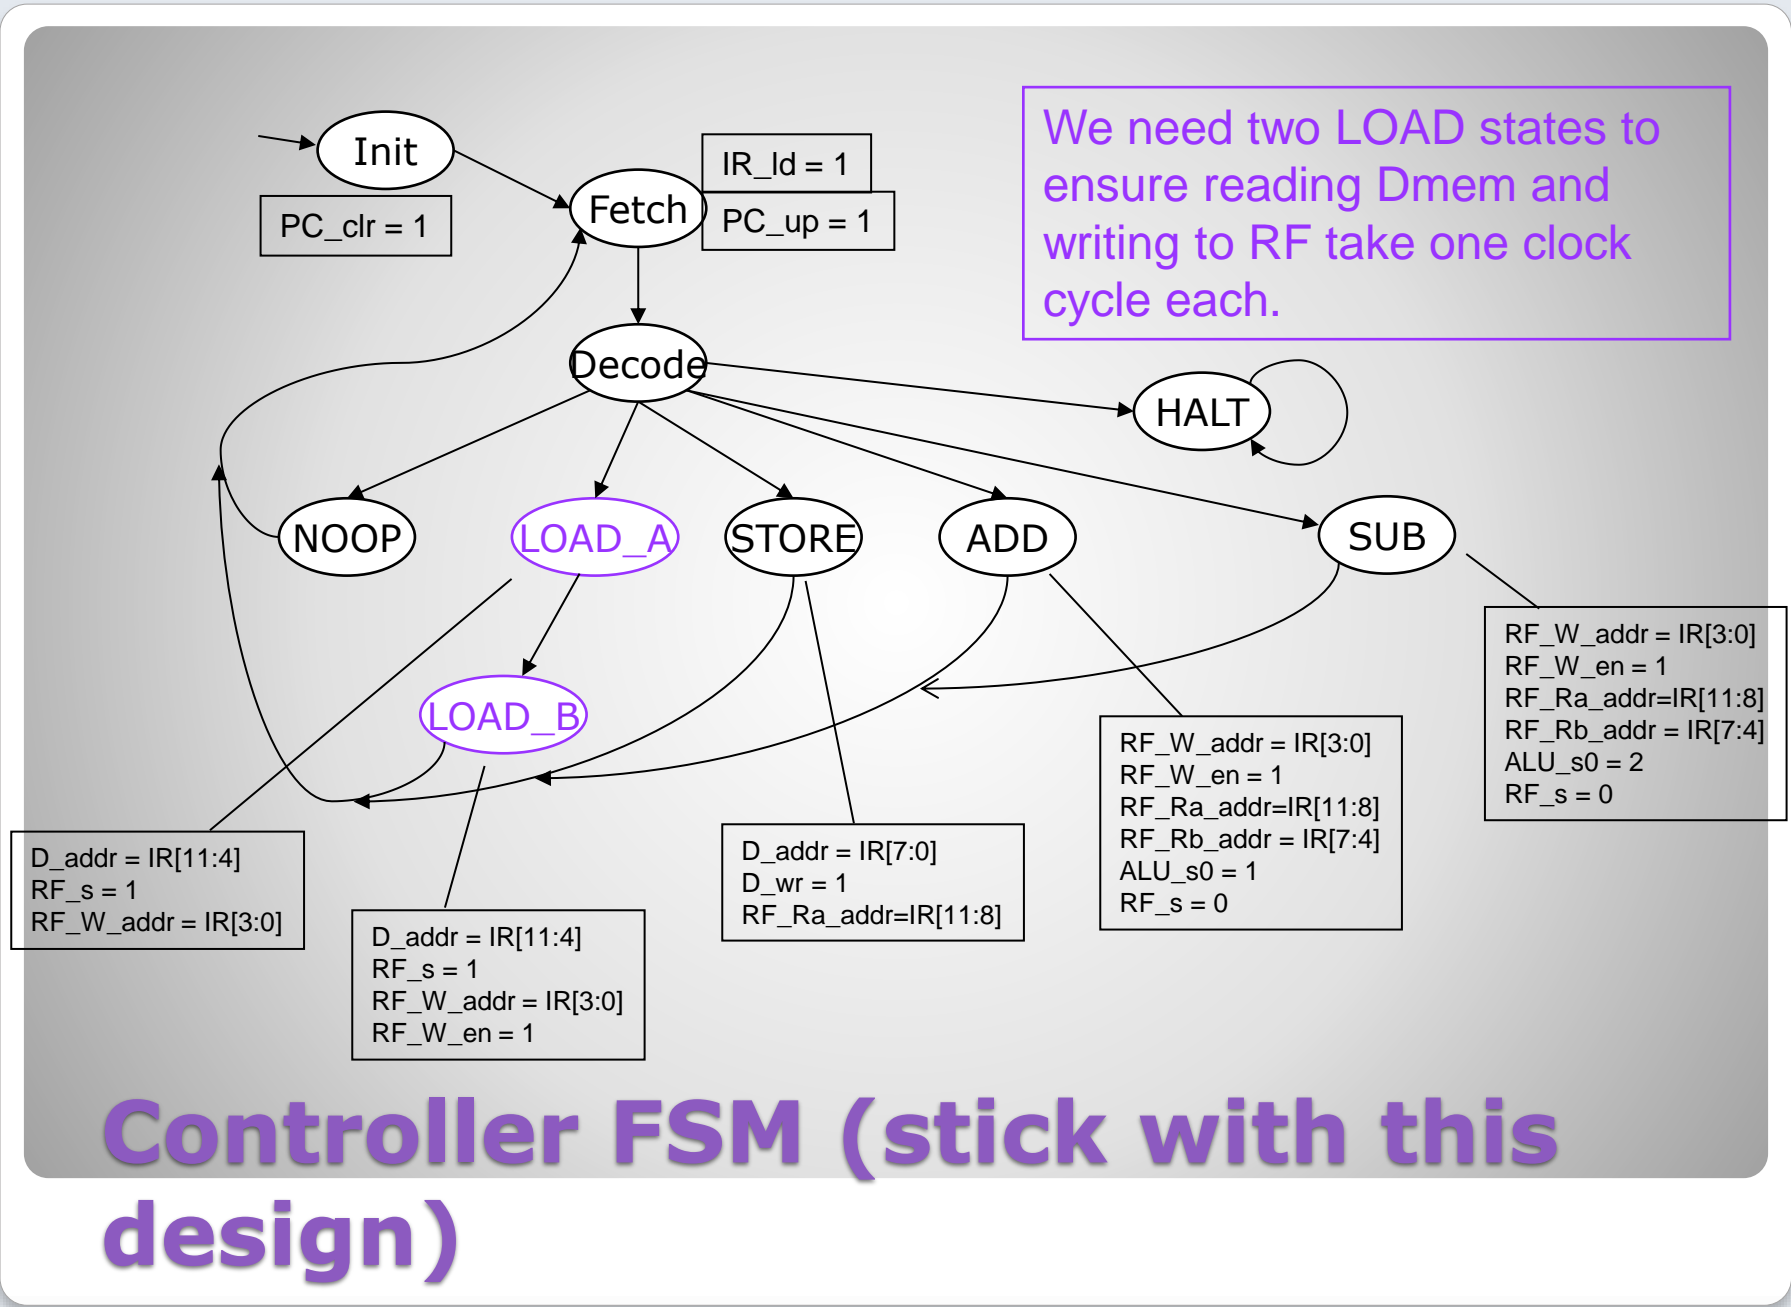 Init
PC_clr = 1
Fetch
IR_ld = 1
PC_up = 1
We need two LOAD states to
ensure reading Dmem and
writing to RF take one clock
cycle each.
Decode
HALT
NOOP
LOAD_A
STORE
ADD
SUB
LOAD_B
RF_W_addr = IR[3:0]
RF_W_en = 1
RF_Ra_addr=IR[11:8]
RF_Rb_addr = IR[7:4]
ALU_s0 = 2
RF_s = 0
RF_W_addr = IR[3:0]
RF_W_en = 1
RF_Ra_addr=IR[11:8]
RF_Rb_addr = IR[7:4]
ALU_s0 = 1
RF_s = 0
D_addr = IR[11:4]
RF_s = 1
RF_W_addr = IR[3:0]
D_addr = IR[7:0]
D_wr = 1
RF_Ra_addr=IR[11:8]
D_addr = IR[11:4]
RF_s = 1
RF_W_addr = IR[3:0]
RF_W_en = 1
Controller FSM (stick with this
design)